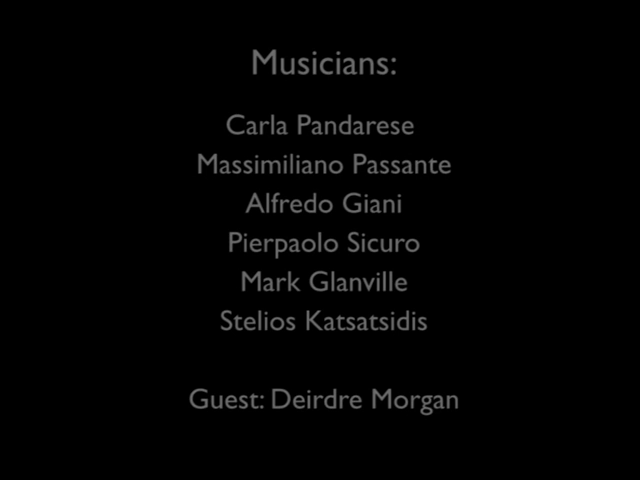 Musicians:
Carla Pandarese
Massimiliano Passante
Alfredo Giani
Pierpaolo Sicuro
Mark Glanville
Stelios Katsatsidis
Guest: Deirdre Morgan